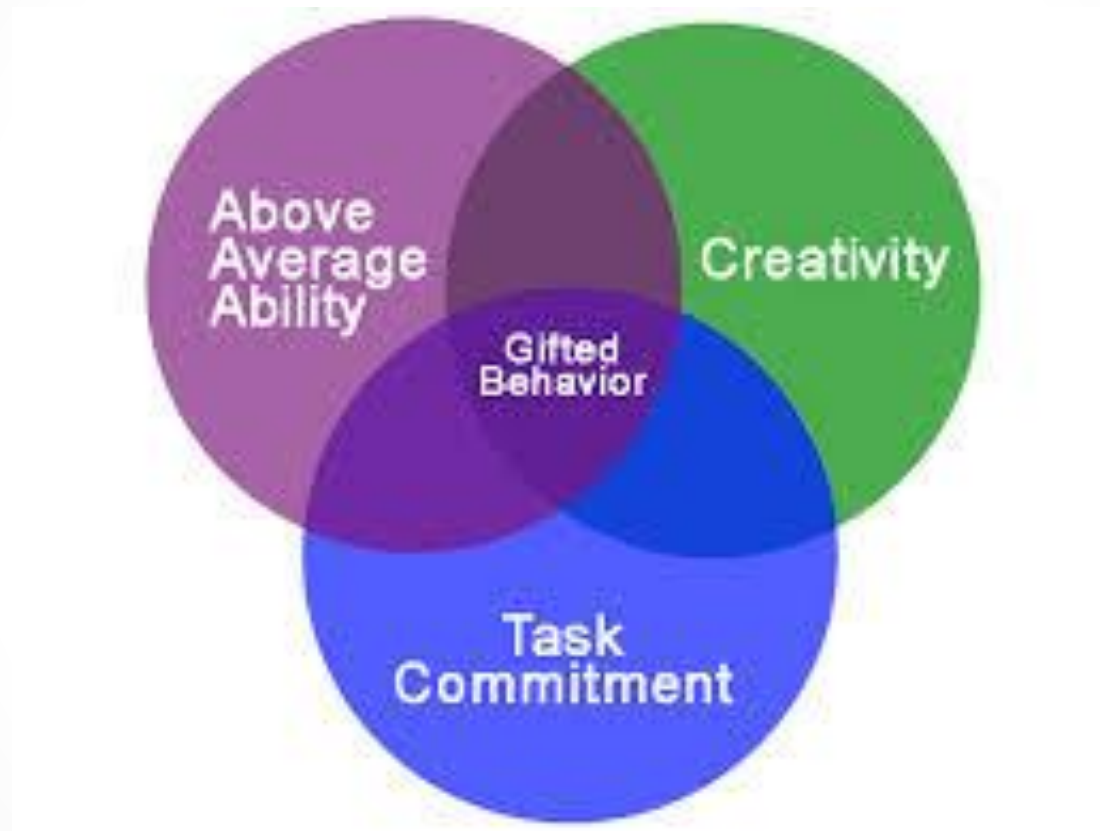 Above
Average
Ability
Creativity
Gifted
Behavior
Task
Commitment